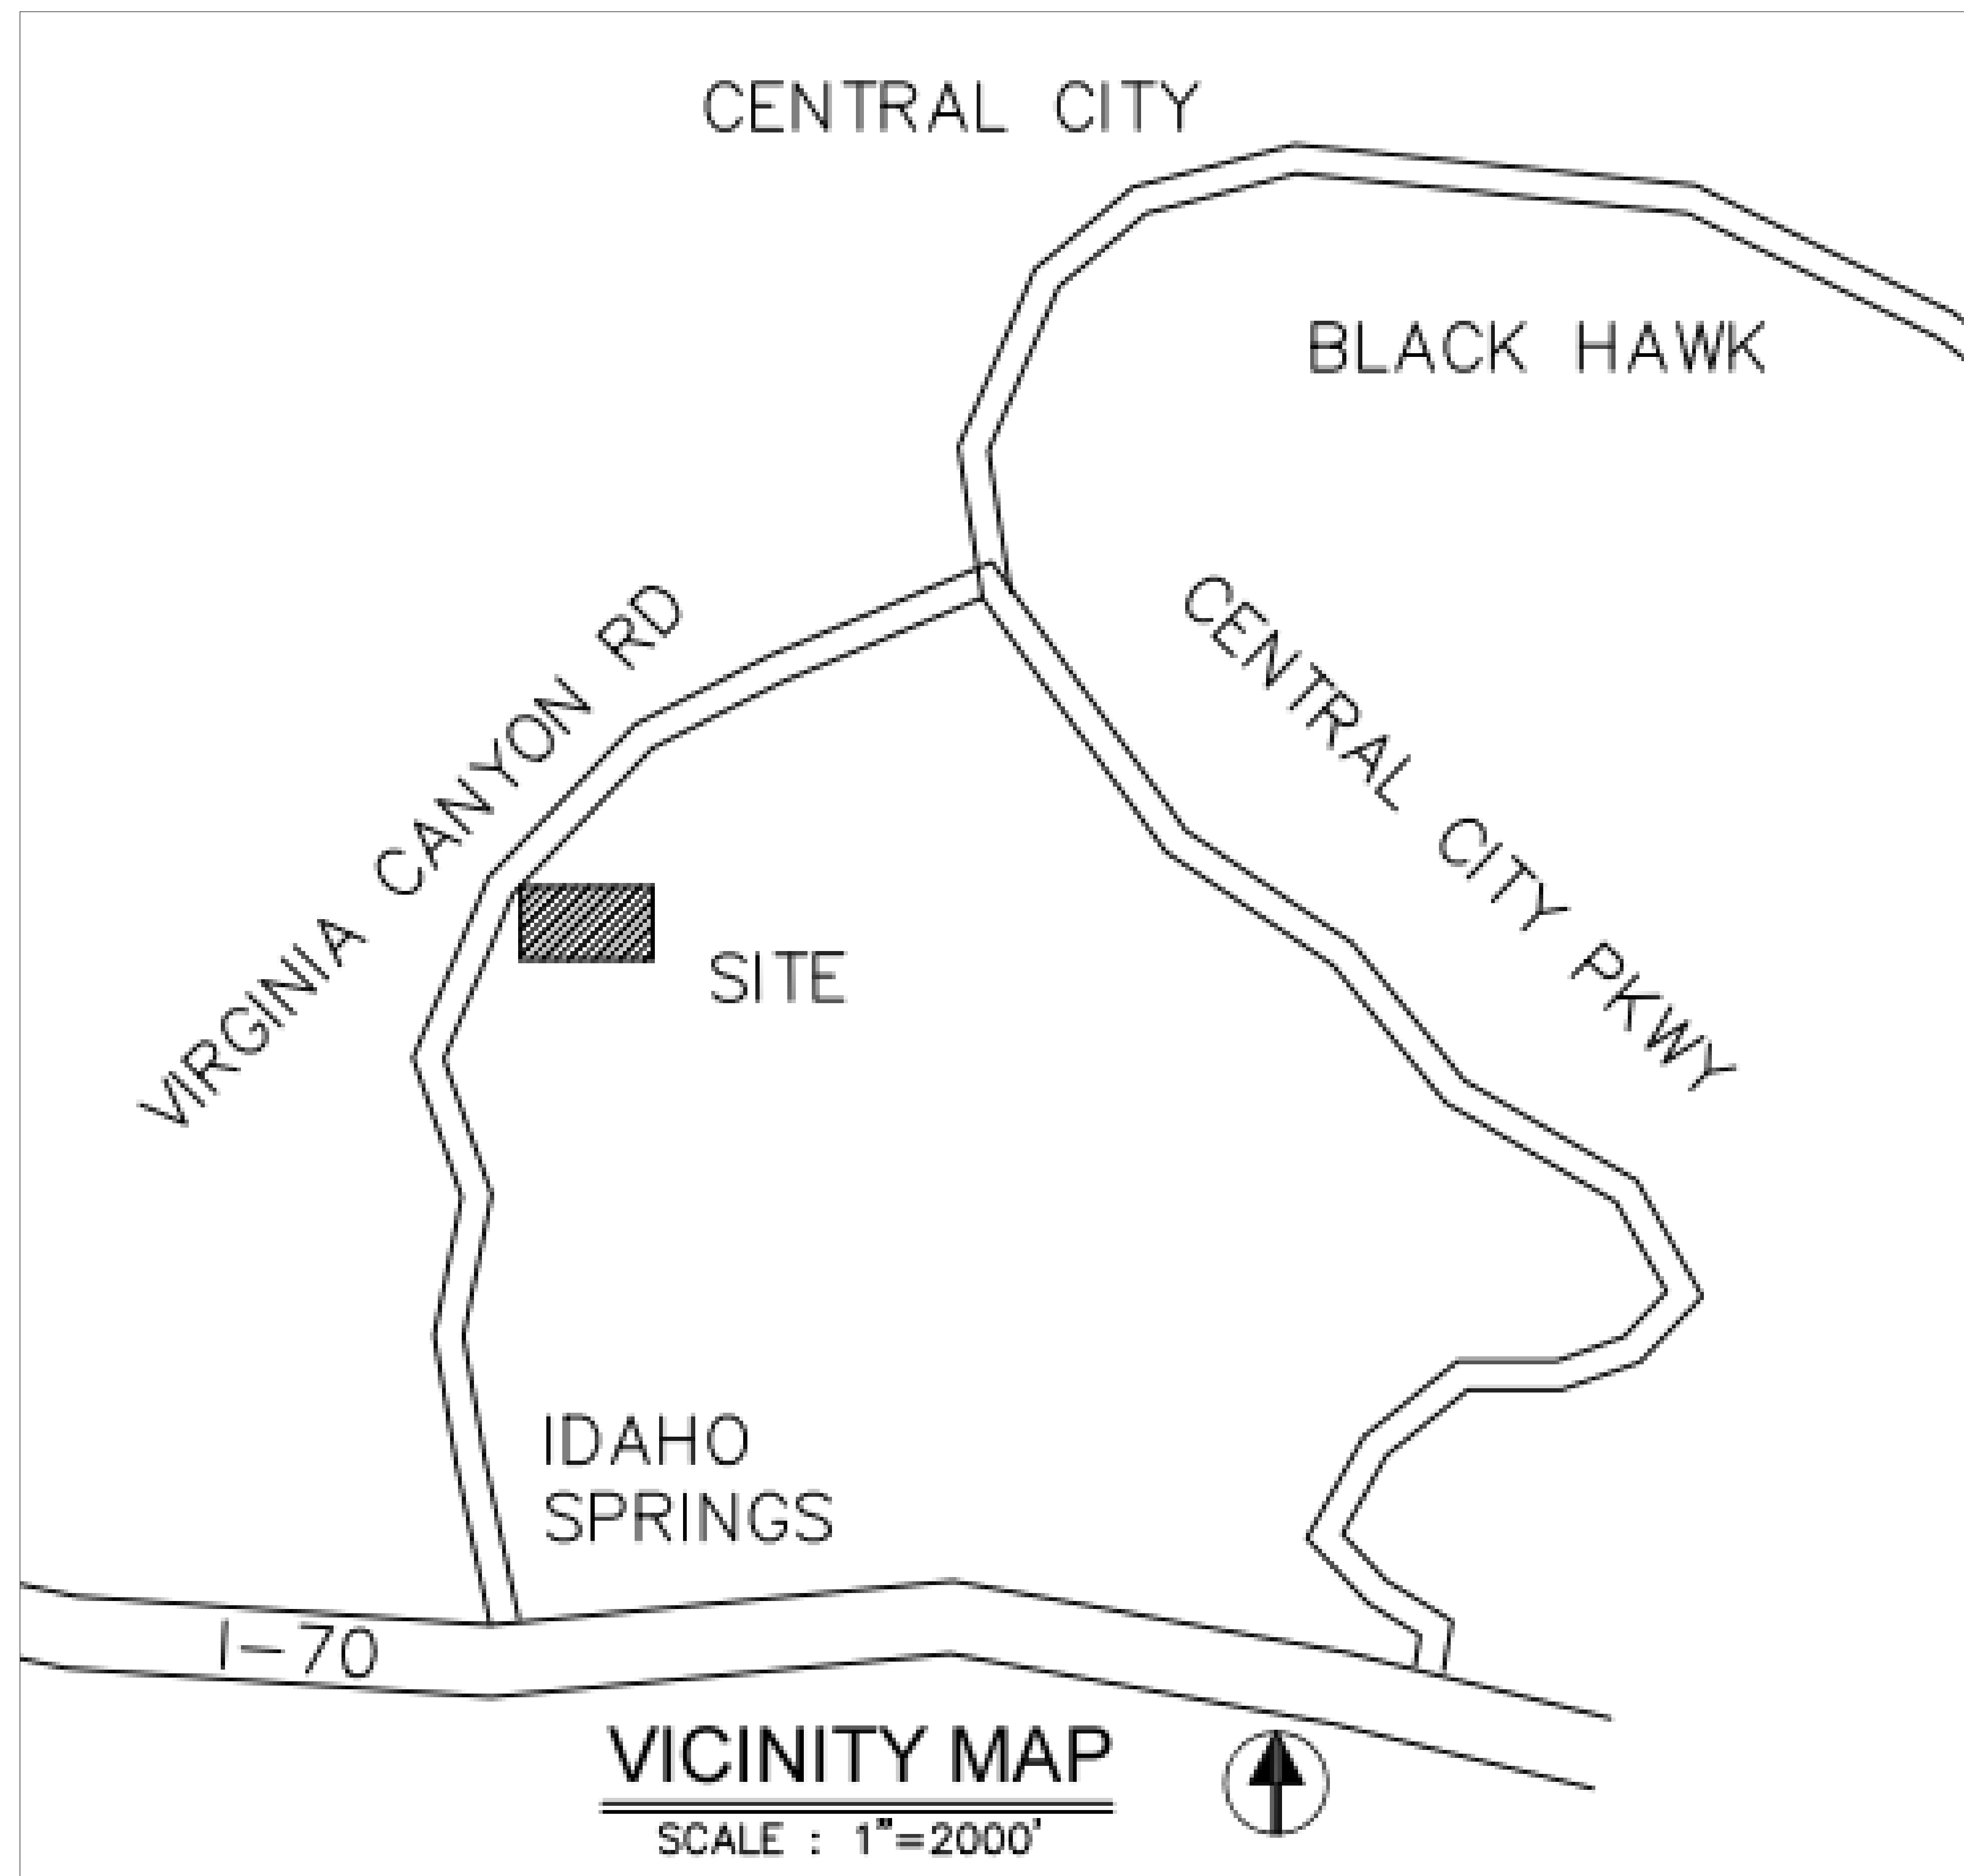 CENTRAL CITY
BLACK HAWK
VIRGINIA CANYON RD
CENTRAL CITY PKWY
SITE
IDAHO
SPRINGS
I-70
VICINITY MAP
SCALE : 1"=2000'